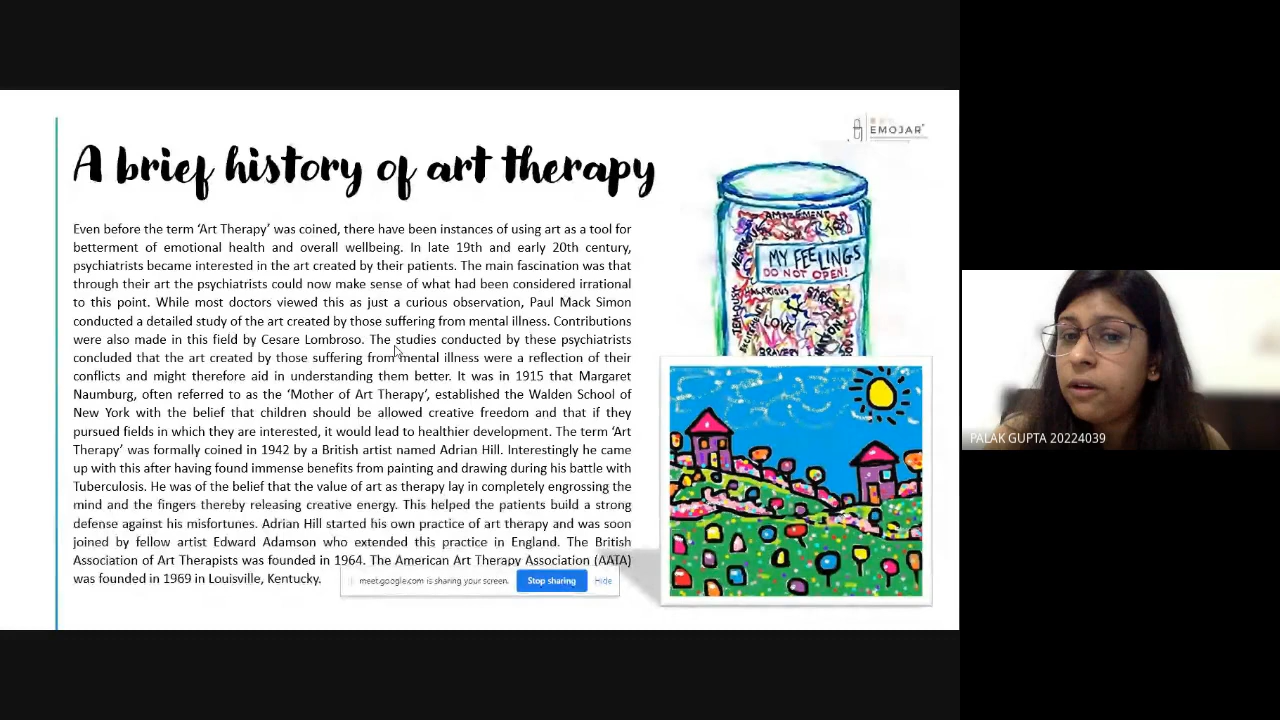 EMOJAR
A brief history of art therapy
Even before the term ‘Art Therapy’ was coined, there have been instances of using art as a tool for
betterment of emotional health and overall wellbeing. In late 19th and early 20th century,
psychiatrists became interested in the art created by their patients. The main fascination was that
through their art the psychiatrists could now make sense of what had been considered irrational
to this point. While most doctors viewed this as just a curious observation, Paul Mack Simon
conducted a detailed study of the art created by those suffering from mental illness. Contributions
were also made in this field by Cesare Lombroso. The studies conducted by these psychiatrists
concluded that the art created by those suffering from mental illness were a reflection of their
conflicts and might therefore aid in understanding them better. It was in 1915 that Margaret
Naumburg, often referred to as the ‘Mother of Art Therapy’, established the Walden School of
New York with the belief that children should be allowed creative freedom and that if they
pursued fields in which they are interested, it would lead to healthier development. The term ‘Art
Therapy’ was formally coined in 1942 by a British artist named Adrian Hill. Interestingly he came
up with this after having found immense benefits from painting and drawing during his battle with
Tuberculosis. He was of the belief that the value of art as therapy lay in completely engrossing the
mind and the fingers thereby releasing creative energy. This helped the patients build a strong
defense against his misfortunes. Adrian Hill started his own practice of art therapy and was soon
joined by fellow artist Edward Adamson who extended this practice in England. The British
Association of Art Therapists was founded in 1964. The American Art Therapy Association (AATA)
was founded in 1969 in Louisville, Kentucky.
AMAZEMENT
NERVOUS
MY FEELINGS
DO NOT OPEN!
JEALOUSY
LOVE
BRAVERY
meet.google.com is sharing your screen.
Stop sharing
Hide
PALAK GUPTA 20224039